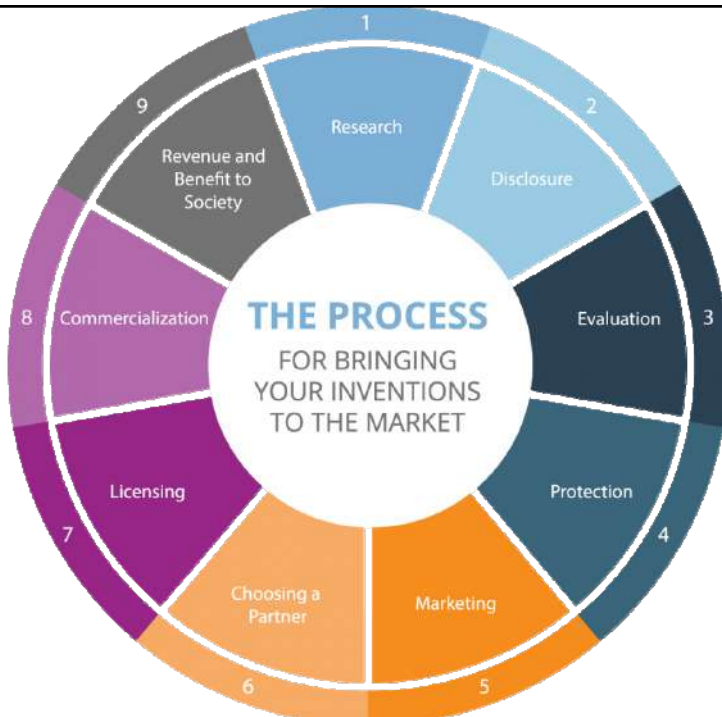 1
Research
2
Disclosure
3
Evaluation
4
Protection
5
Marketing
6
Choosing a
Partner
7
Licensing
8
Commercialization
9
Revenue and
Benefit to
Society
THE PROCESS
FOR BRINGING
YOUR INVENTIONS
TO THE MARKET